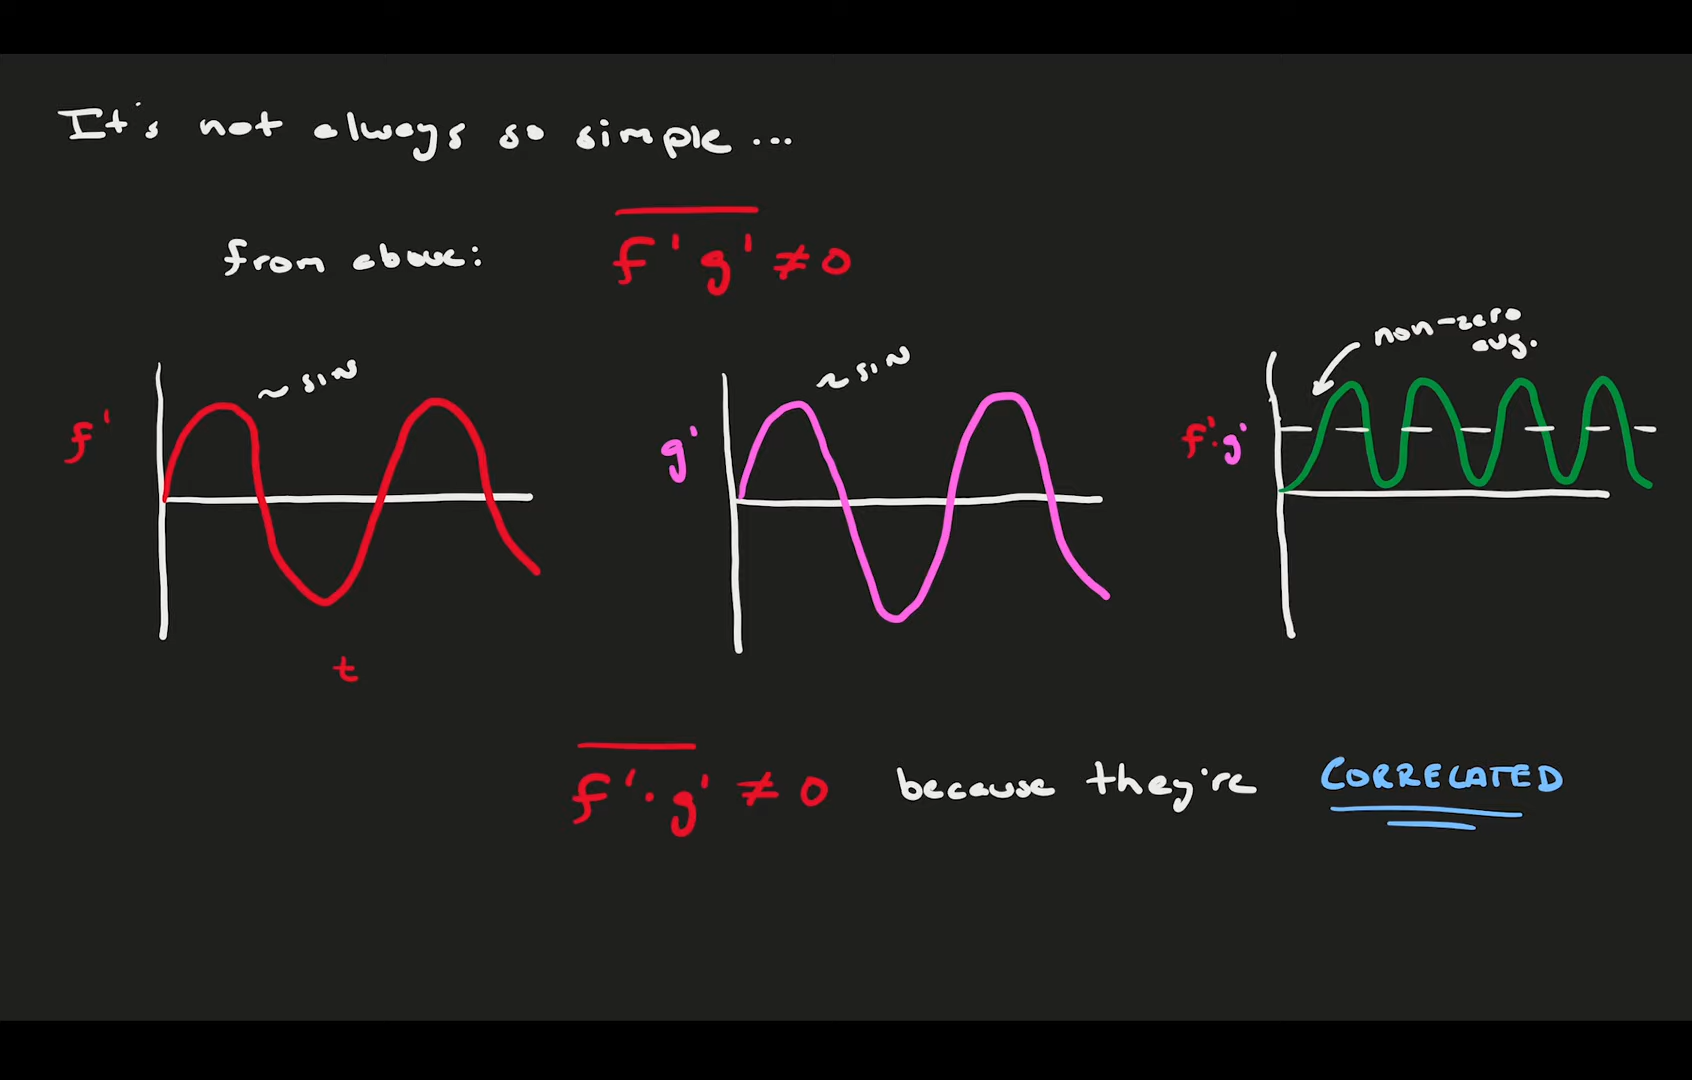 It's not always so simple...
from above: f'g' ≠ 0
~ sin
~ sin
non-zero
avg.
f'
g'
f'·g'
t
f'·g' ≠ 0 because they're CORRELATED